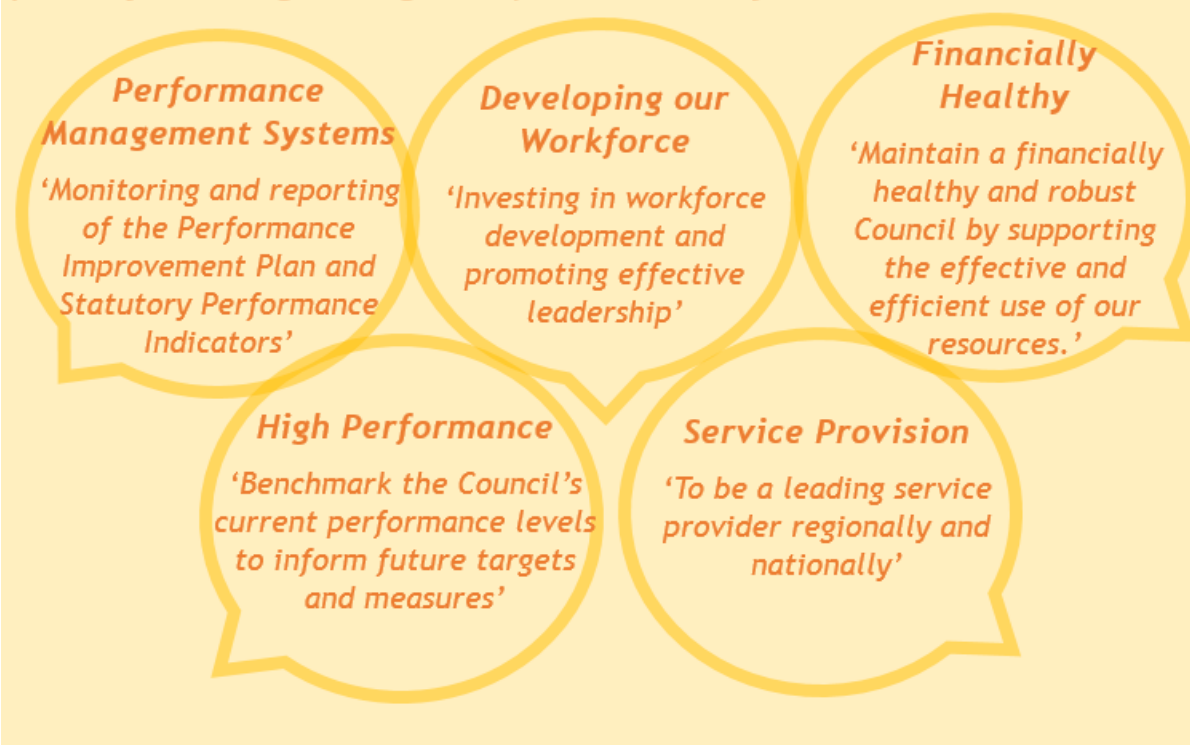 Performance
Management Systems
‘Monitoring and reporting
of the Performance
Improvement Plan and
Statutory Performance
Indicators’
Developing our
Workforce
‘Investing in workforce
development and
promoting effective
leadership’
Financially
Healthy
‘Maintain a financially
healthy and robust
Council by supporting
the effective and
efficient use of our
resources.’
High Performance
‘Benchmark the Council’s
current performance levels
to inform future targets
and measures’
Service Provision
‘To be a leading service
provider regionally and
nationally’